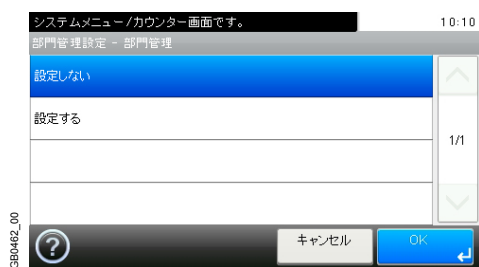 システムメニュー/カウンター画面です。
10:10
部門管理設定 - 部門管理
設定しない
設定する
1/1
?
キャンセル
OK
GB0462_00